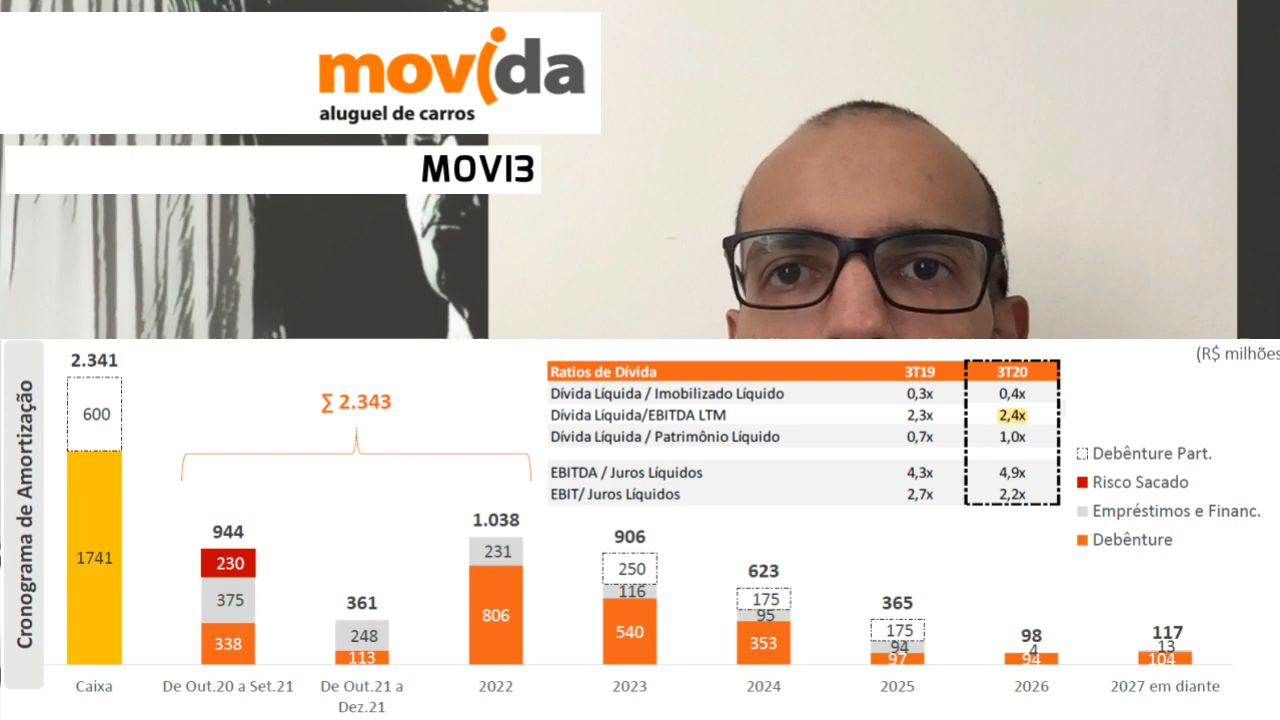 movida
aluguel de carros
MOVI3
(R$ milhões
Cronograma de Amortização
2.341
600
1741
Caixa
∑ 2.343
944
230
375
338
De Out.20 a Set.21
361
248
113
De Out.21 a
Dez.21
1.038
231
806
2022
906
250
116
540
2023
623
175
95
353
2024
365
175
94
97
2025
98
4
94
2026
117
13
104
2027 em diante
Ratios de Dívida 3T19 3T20
Dívida Líquida / Imobilizado Líquido 0,3x 0,4x
Dívida Líquida/EBITDA LTM 2,3x 2,4x
Dívida Líquida / Patrimônio Líquido 0,7x 1,0x
EBITDA / Juros Líquidos 4,3x 4,9x
EBIT/ Juros Líquidos 2,7x 2,2x
Debênture Part.
Risco Sacado
Empréstimos e Financ.
Debênture